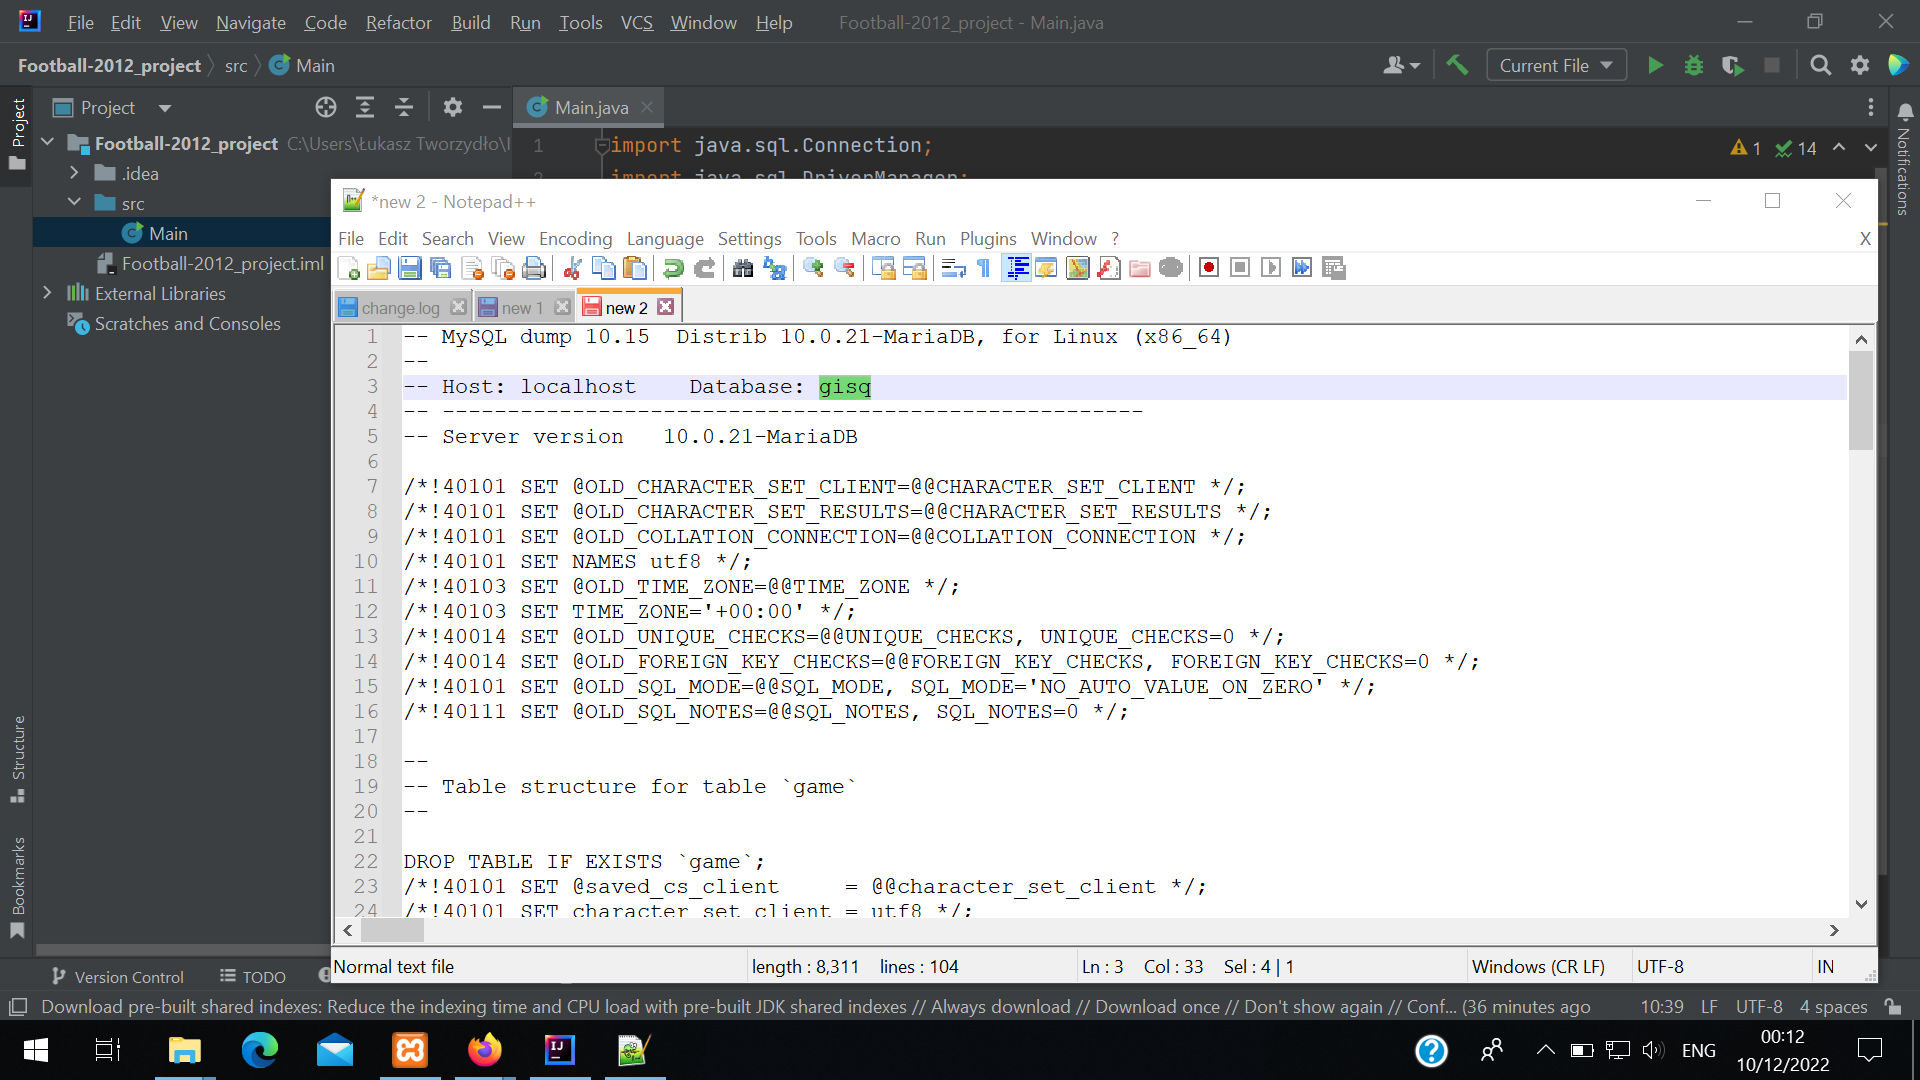 File Edit View Navigate Code Refactor Build Run Tools VCS Window Help Football-2012_project - Main.java
Football-2012_project src Main
Current File
Project
Main.java
1 14
Football-2012_project C:\Users\Łukasz Tworzydło\I
.idea
src
Main
Football-2012_project.iml
External Libraries
Scratches and Consoles
1 import java.sql.Connection;
2 import java.sql.DriverManager;
Project
Structure
Bookmarks
Notifications
*new 2 - Notepad++
File Edit Search View Encoding Language Settings Tools Macro Run Plugins Window ? X
change.log new 1 new 2
1 -- MySQL dump 10.15  Distrib 10.0.21-MariaDB, for Linux (x86_64)
2 --
3 -- Host: localhost    Database: gisq
4 -- ------------------------------------------------------
5 -- Server version   10.0.21-MariaDB
6
7 /*!40101 SET @OLD_CHARACTER_SET_CLIENT=@@CHARACTER_SET_CLIENT */;
8 /*!40101 SET @OLD_CHARACTER_SET_RESULTS=@@CHARACTER_SET_RESULTS */;
9 /*!40101 SET @OLD_COLLATION_CONNECTION=@@COLLATION_CONNECTION */;
10 /*!40101 SET NAMES utf8 */;
11 /*!40103 SET @OLD_TIME_ZONE=@@TIME_ZONE */;
12 /*!40103 SET TIME_ZONE='+00:00' */;
13 /*!40014 SET @OLD_UNIQUE_CHECKS=@@UNIQUE_CHECKS, UNIQUE_CHECKS=0 */;
14 /*!40014 SET @OLD_FOREIGN_KEY_CHECKS=@@FOREIGN_KEY_CHECKS, FOREIGN_KEY_CHECKS=0 */;
15 /*!40101 SET @OLD_SQL_MODE=@@SQL_MODE, SQL_MODE='NO_AUTO_VALUE_ON_ZERO' */;
16 /*!40111 SET @OLD_SQL_NOTES=@@SQL_NOTES, SQL_NOTES=0 */;
17
18 --
19 -- Table structure for table `game`
20 --
21
22 DROP TABLE IF EXISTS `game`;
23 /*!40101 SET @saved_cs_client     = @@character_set_client */;
24 /*!40101 SET character_set_client = utf8 */;
Normal text file length : 8,311 lines : 104 Ln : 3 Col : 33 Sel : 4 | 1 Windows (CR LF) UTF-8 IN
Version Control TODO
Download pre-built shared indexes: Reduce the indexing time and CPU load with pre-built JDK shared indexes // Always download // Download once // Don't show again // Conf... (36 minutes ago 10:39 LF UTF-8 4 spaces
ENG
00:12
10/12/2022